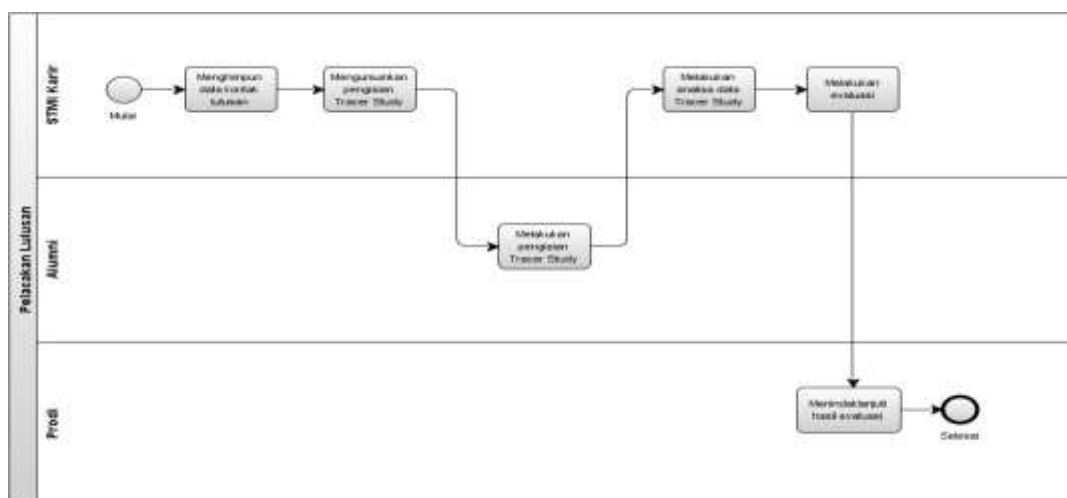 Pelacakan Lulusan
STMI Karir
Mulai
Menghimpun
data kontak
lulusan
pengisian
Tracer Study
Melakukan
analisa data
Tracer Study
Melakukan
evaluasi
Alumni
Melakukan
pengisian
Tracer Study
Prodi
Menindaklanjuti
hasil evaluasi
Selesai